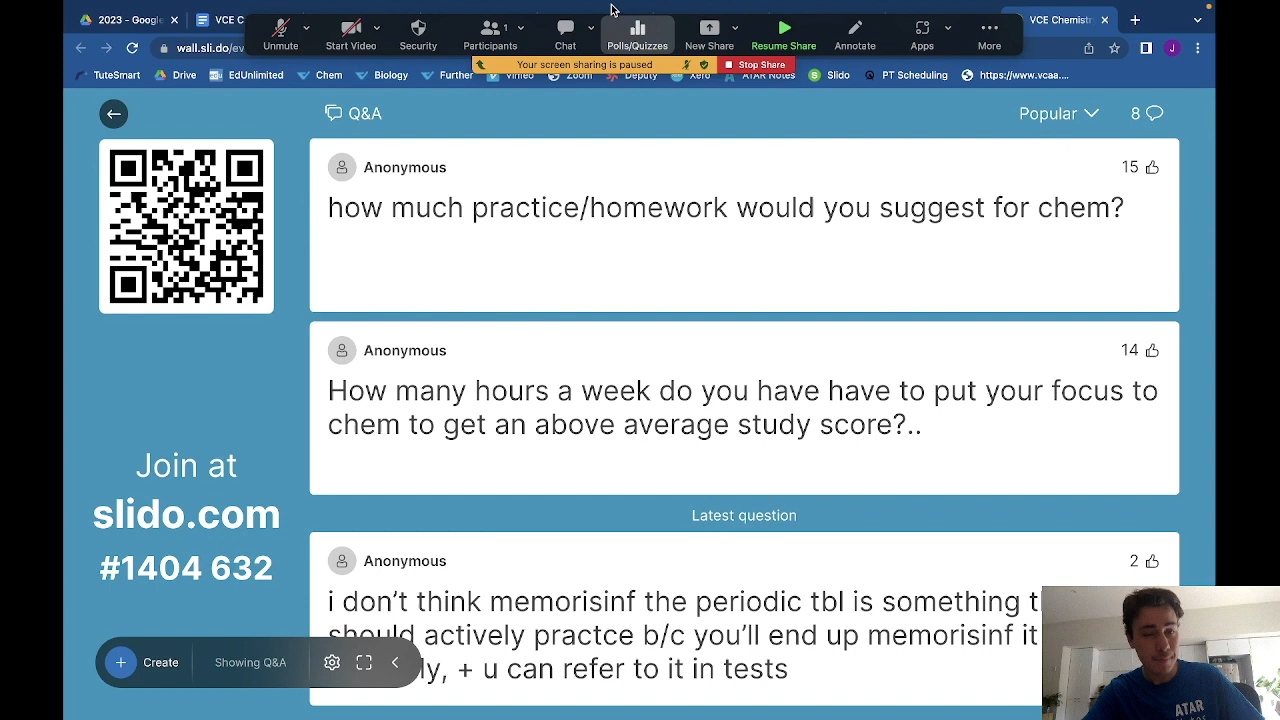 2023 - Google
VCE C
VCE Chemistr
Unmute
Start Video
Security
Participants
1
Chat
Polls/Quizzes
New Share
Resume Share
Annotate
Apps
More
wall.sli.do/ev
Your screen sharing is paused
Stop Share
J
TuteSmart
Drive
EdUnlimited
Chem
Biology
Further
Vimeo
Zoom
Deputy
Xero
ATAR Notes
Slido
PT Scheduling
https://www.vcaa....
Q&A
Popular
8
Anonymous
15
how much practice/homework would you suggest for chem?
Anonymous
14
How many hours a week do you have have to put your focus to
chem to get an above average study score?..
Latest question
Anonymous
2
i don't think memorisinf the periodic tbl is something
should actively practce b/c you'll end up memorisinf it
+ u can refer to it in tests
Join at
slido.com
#1404 632
Create
Showing Q&A
ATAR